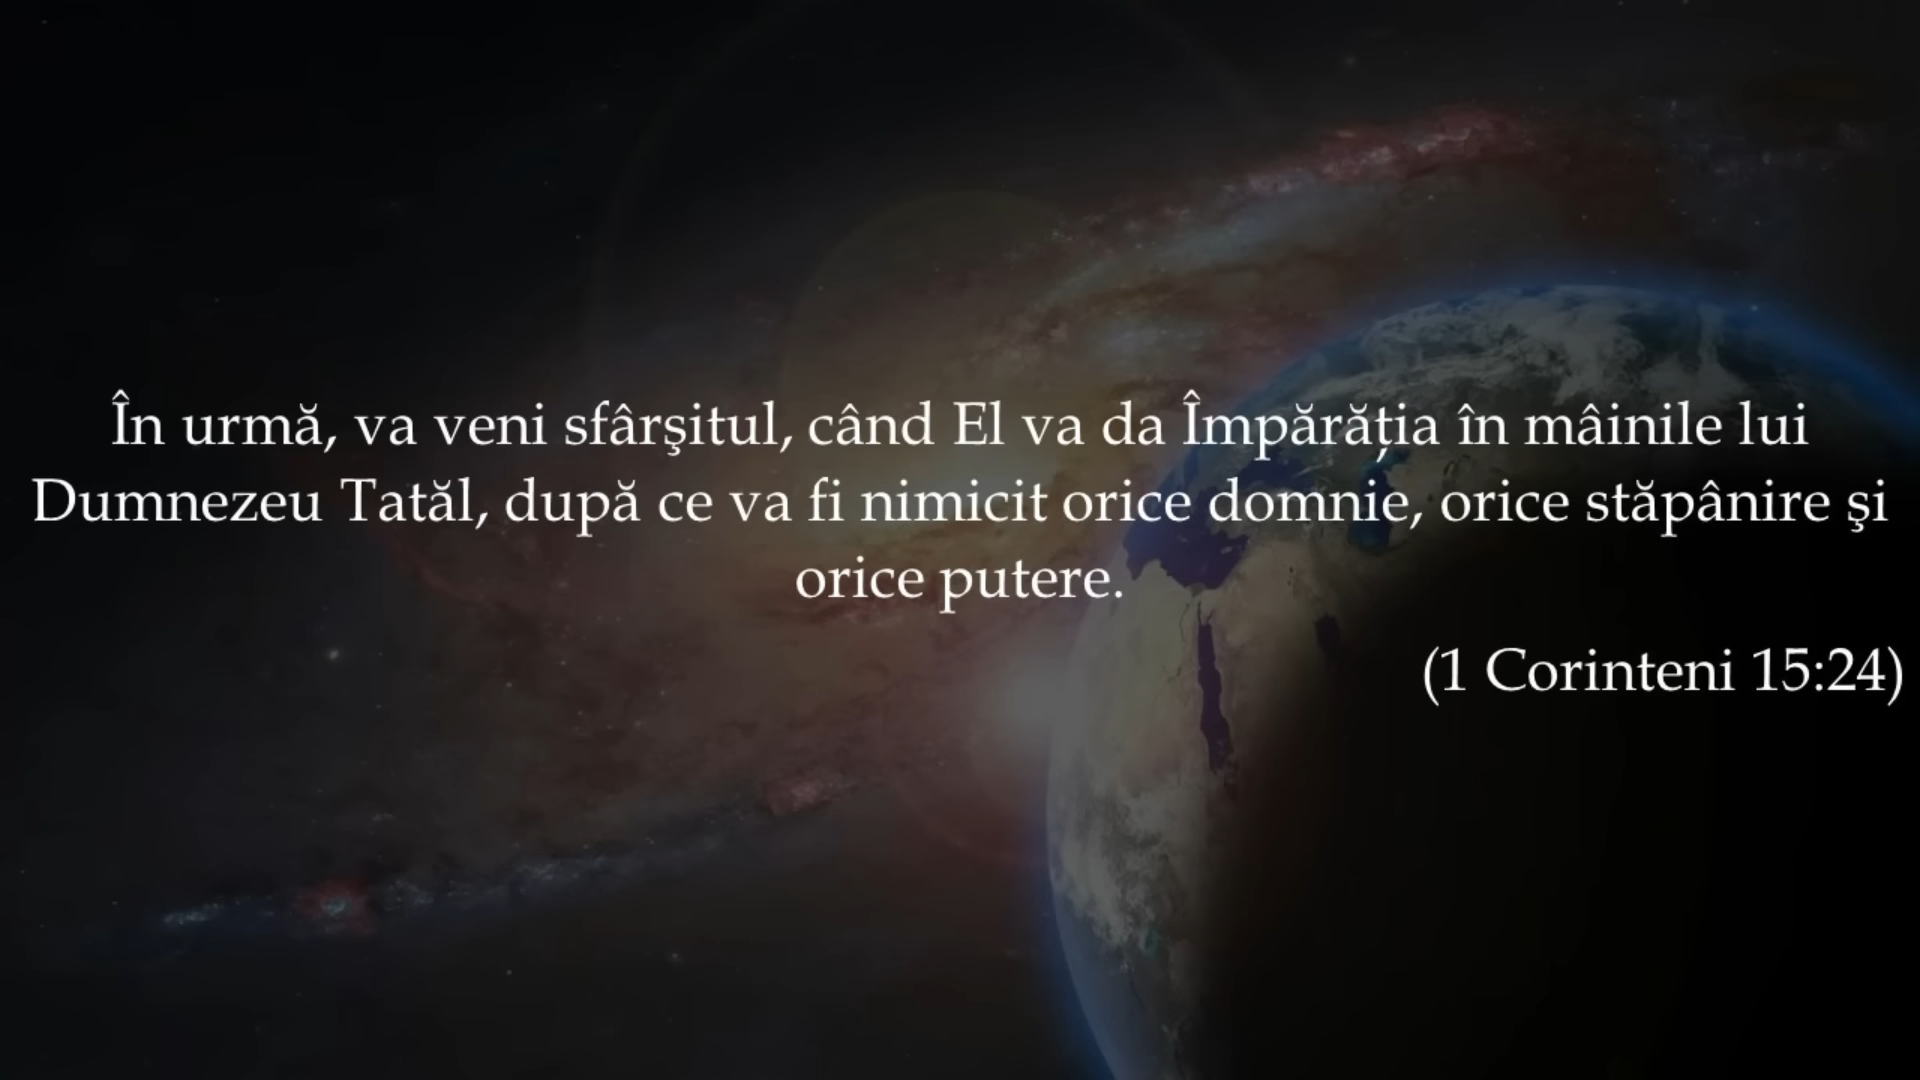 În urmă, va veni sfârşitul, când El va da Împărăţia în mâinile lui
Dumnezeu Tatăl, după ce va fi nimicit orice domnie, orice stăpânire şi
orice putere.
(1 Corinteni 15:24)